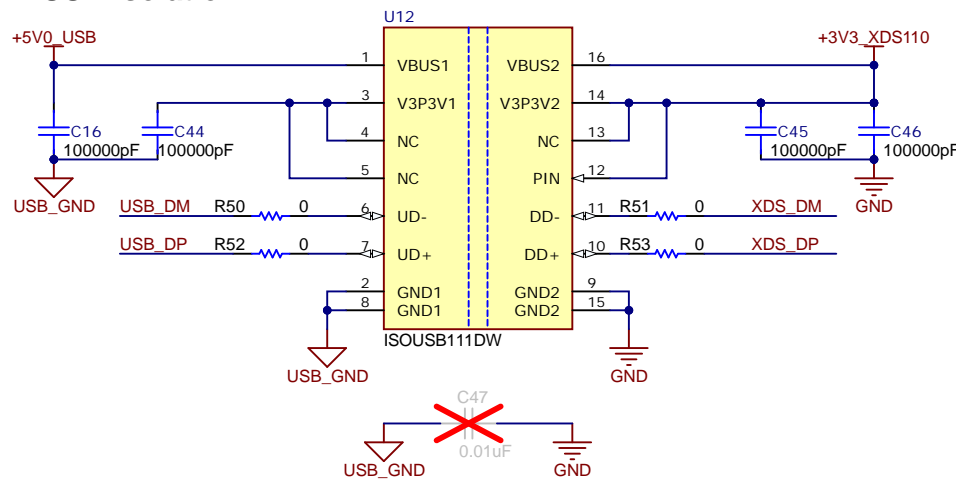 U12
+5V0_USB
+3V3_XDS110
1 VBUS1 VBUS2 16
3 V3P3V1 V3P3V2 14
4 NC NC 13
5 NC PIN 12
C16
100000pF
C44
100000pF
C45
100000pF
C46
100000pF
USB_GND
GND
USB_DM R50 0 6 UD- DD- 11 R51 0 XDS_DM
USB_DP R52 0 7 UD+ DD+ 10 R53 0 XDS_DP
2 GND1 GND2 9
8 GND1 GND2 15
ISOUSB111DW
USB_GND
GND
C47
0.01uF
USB_GND
GND